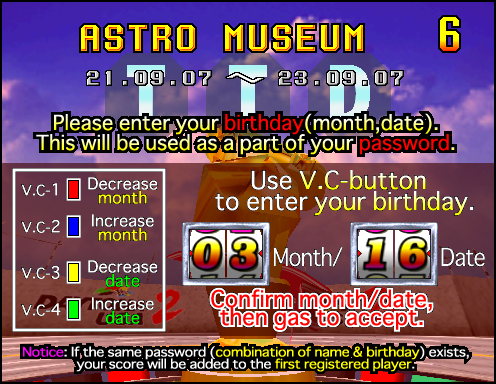 ASTRO MUSEUM 6
21.09.07 ~ 23.09.07
T T D
Please enter your birthday(month,date).
This will be used as a part of your password.
V.C-1 Decrease month
V.C-2 Increase month
V.C-3 Decrease date
V.C-4 Increase date
Use V.C-button
to enter your birthday.
03 Month/ 16 Date
Confirm month/date,
then gas to accept.
2
Notice: If,the same password (combination of name & birthday) exists,
your score will be added to the first registered player.